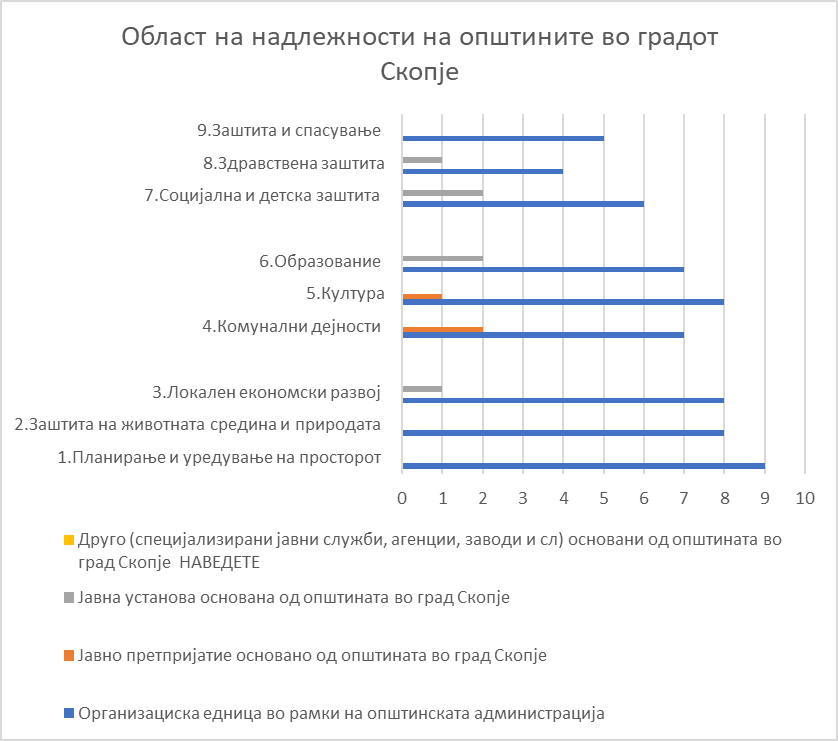 Област на надлежности на општините во градот
Скопје
9.Заштита и спасување
8.Здравствена заштита
7.Социјална и детска заштита
6.Образование
5.Култура
4.Комунални дејности
3.Локален економски развој
2.Заштита на животната средина и природата
1.Планирање и уредување на просторот
0 1 2 3 4 5 6 7 8 9 10
Друго (специјализирани јавни служби, агенции, заводи и сл) основани од општината во
град Скопје НАВЕДЕТЕ
Јавна установа основана од општината во град Скопје
Јавно претпријатие основано од општината во град Скопје
Организациска едница во рамки на општинската администрација